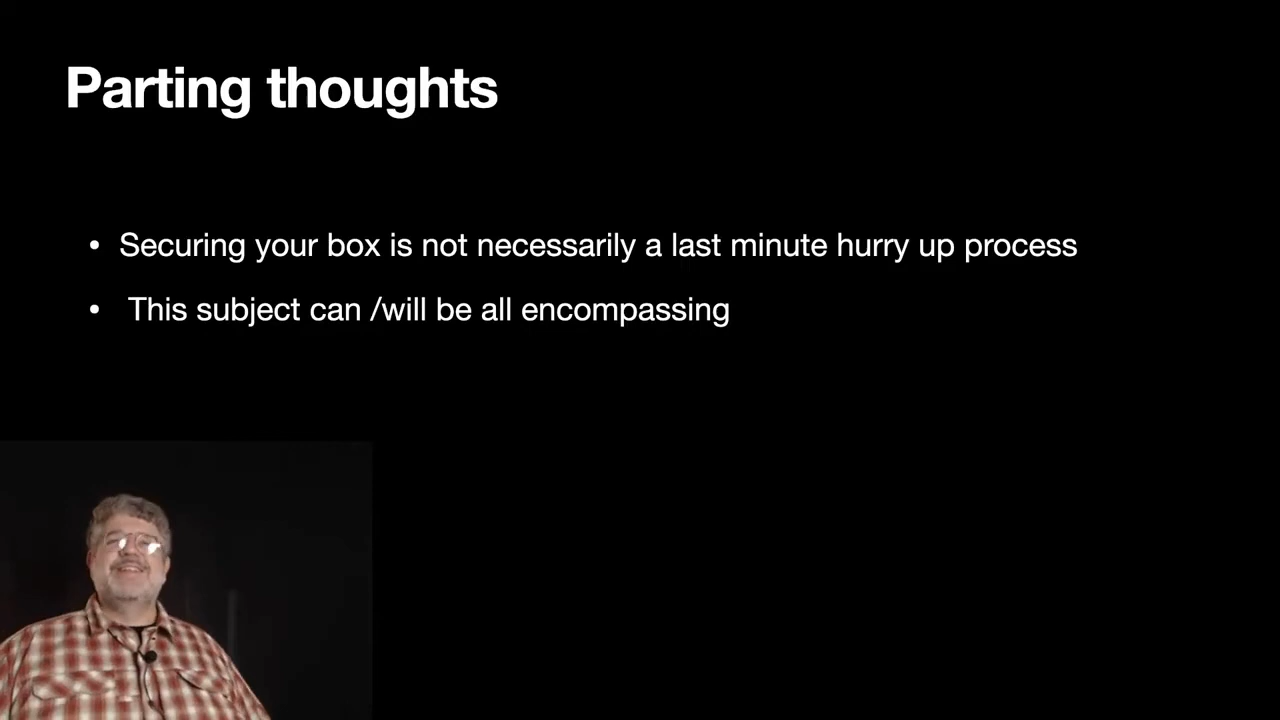 Parting thoughts
• Securing your box is not necessarily a last minute hurry up process
• This subject can /will be all encompassing